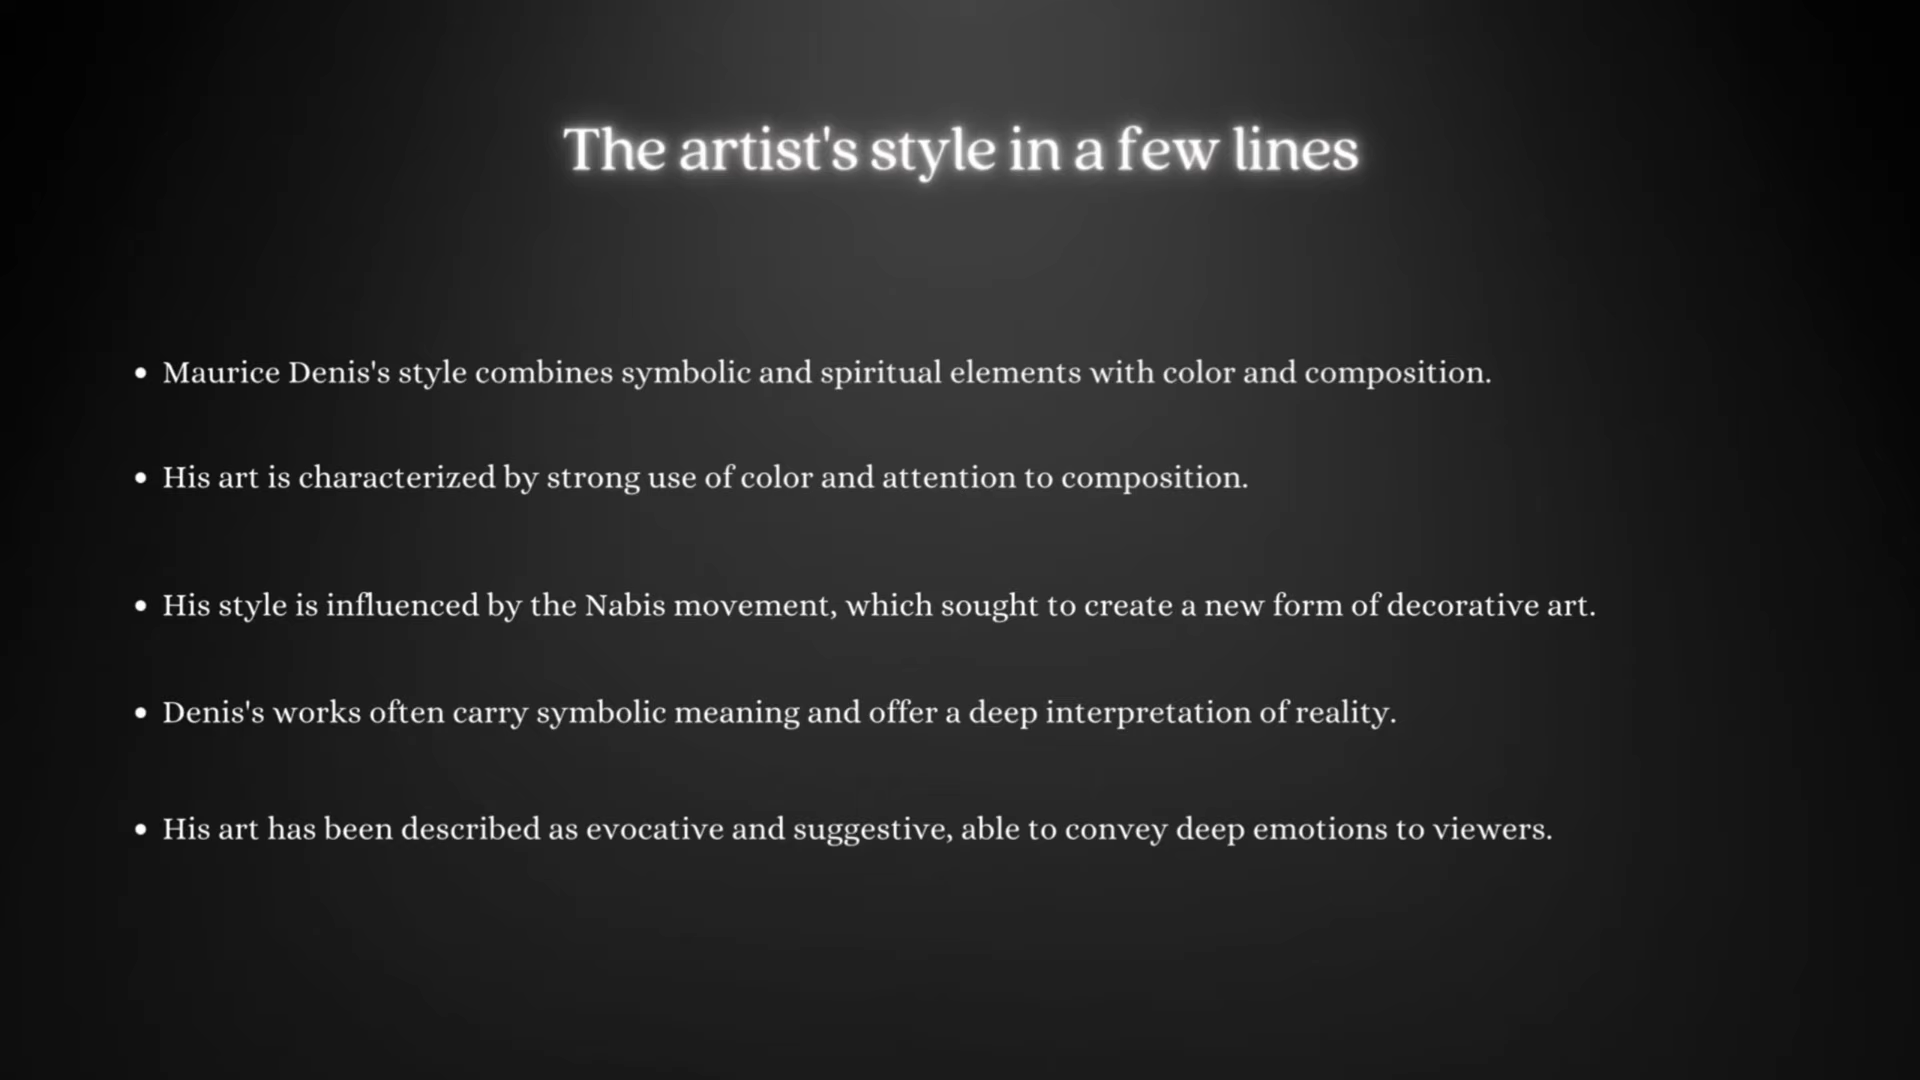 The artist's style in a few lines
• Maurice Denis's style combines symbolic and spiritual elements with color and composition.
• His art is characterized by strong use of color and attention to composition.
• His style is influenced by the Nabis movement, which sought to create a new form of decorative art.
• Denis's works often carry symbolic meaning and offer a deep interpretation of reality.
• His art has been described as evocative and suggestive, able to convey deep emotions to viewers.